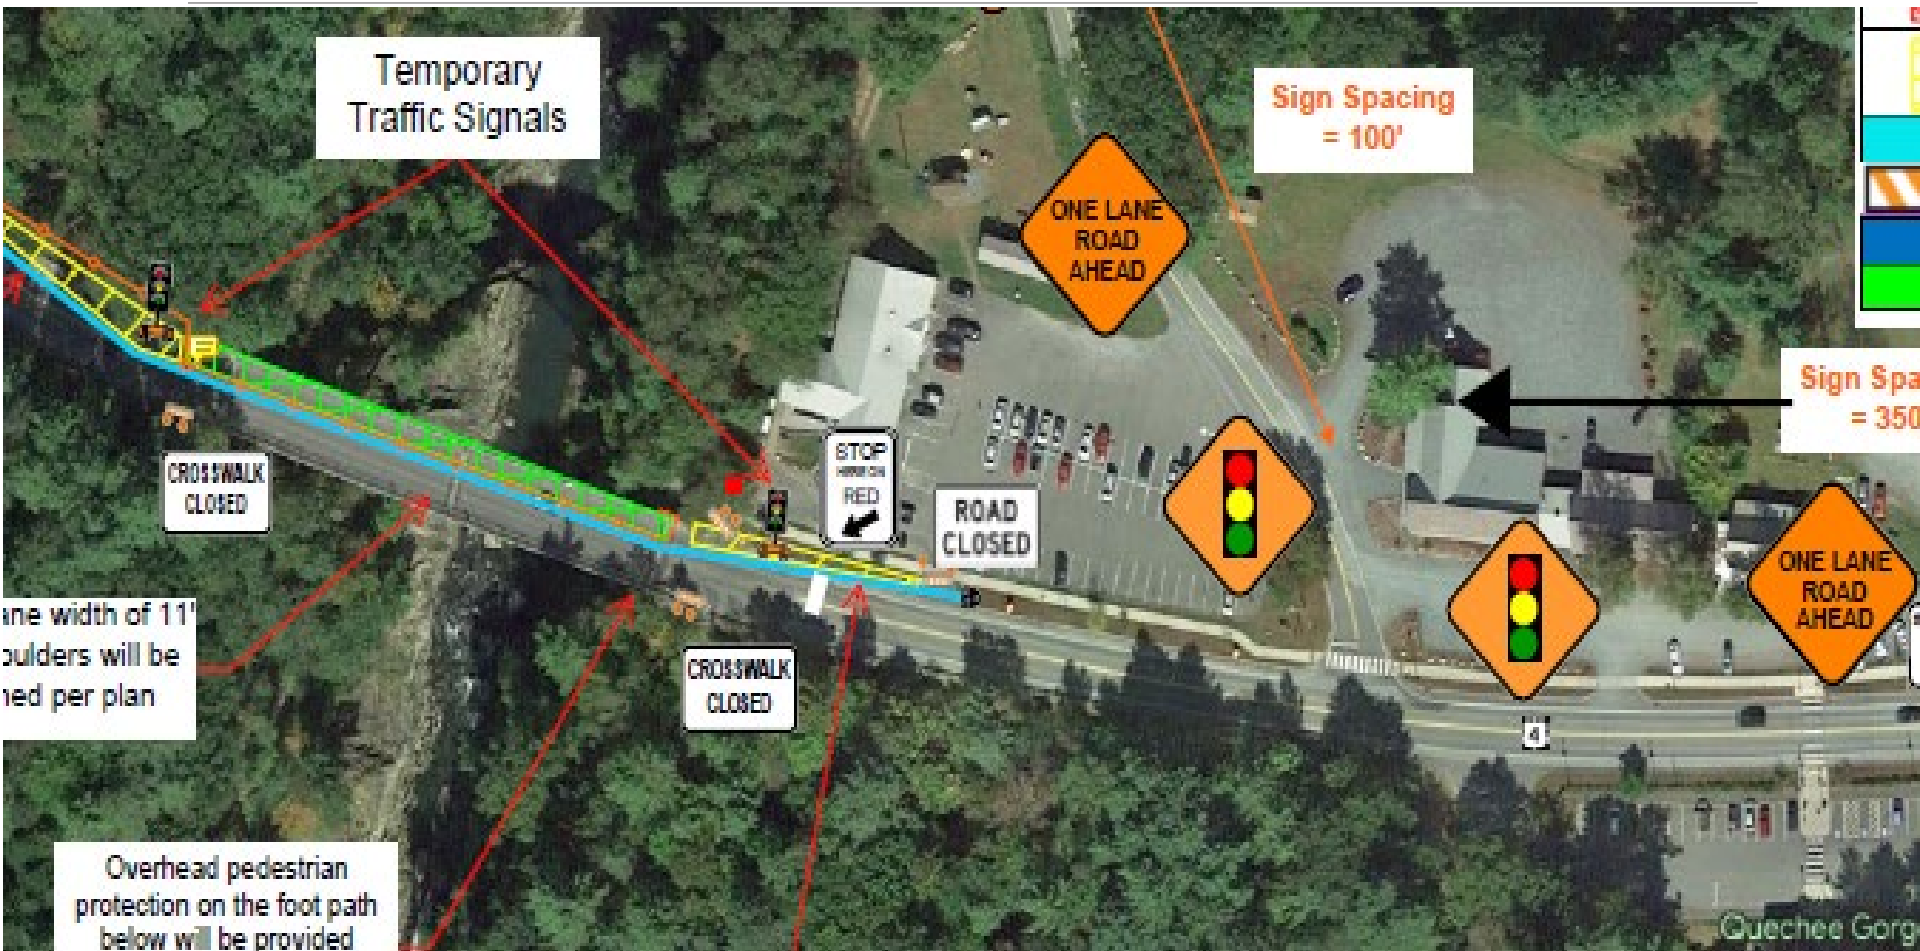 Temporary
Traffic Signals
Sign Spacing
= 100'
ONE LANE
ROAD
AHEAD
Sign Spa
= 350
STOP
RED
ROAD
CLOSED
CROSSWALK
CLOSED
ONE LANE
ROAD
AHEAD
ane width of 11'
oulders will be
ned per plan
CROSSWALK
CLOSED
4
Overhead pedestrian
protection on the foot path
below will be provided
Quechee Gorg